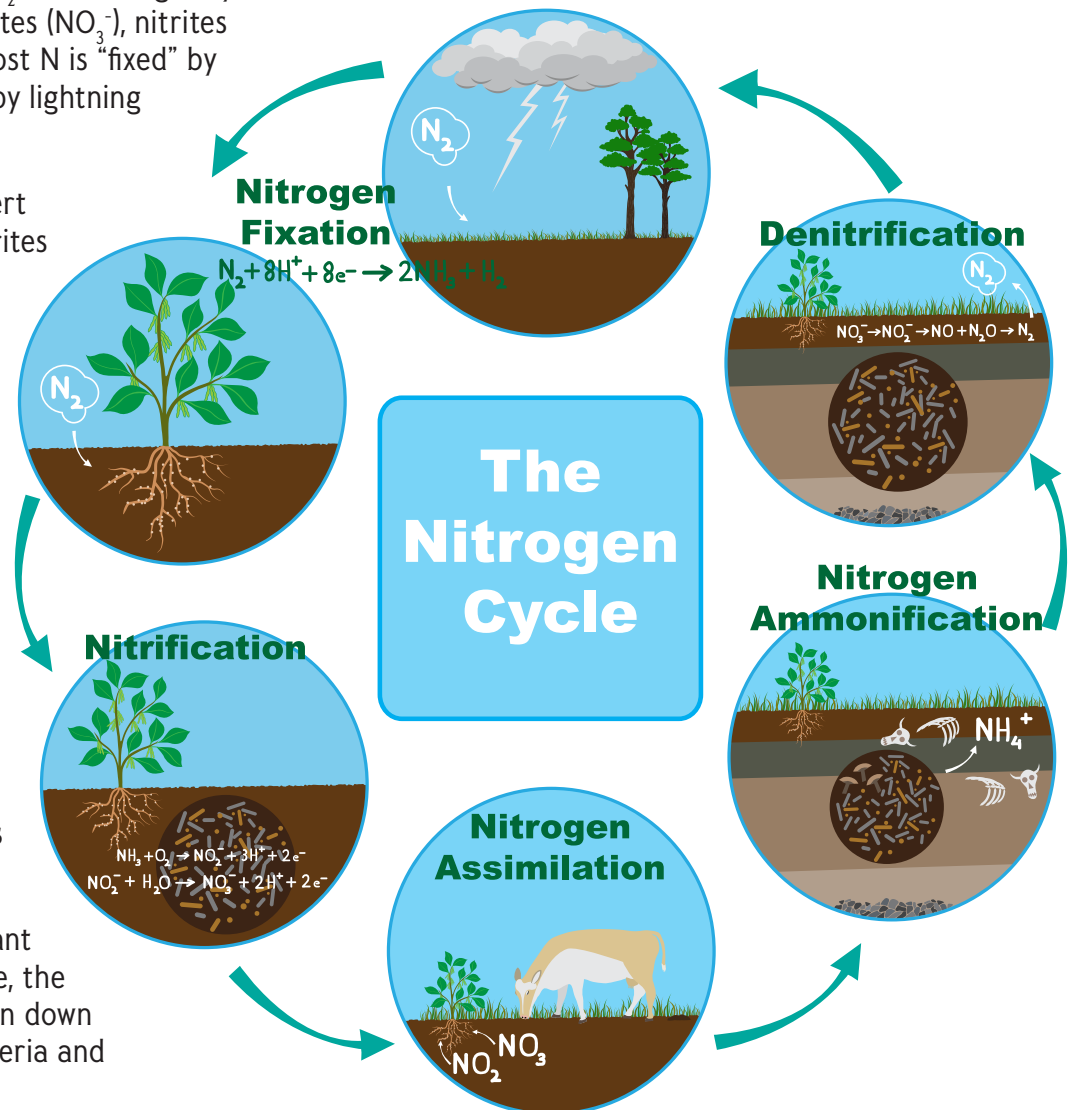 tes (NO₃⁻), nitrites
ost N is “fixed” by
by lightning
ert
rites
ant
e, the
n down
eria and
N₂
Nitrogen
Fixation
N₂+8H⁺+8e-→2NH₃+H₂
N₂
Nitrification
NH₃+O₂→NO₂⁻+3H⁺+2e-
NO₂⁻+H₂O→NO₃⁻+2H⁺+2e-
Nitrogen
Assimilation
NO₂ NO₃
Nitrogen
Ammonification
NH₄⁺
Denitrification
N₂
NO₃⁻→NO₂⁻→NO+N₂O→N₂
The
Nitrogen
Cycle